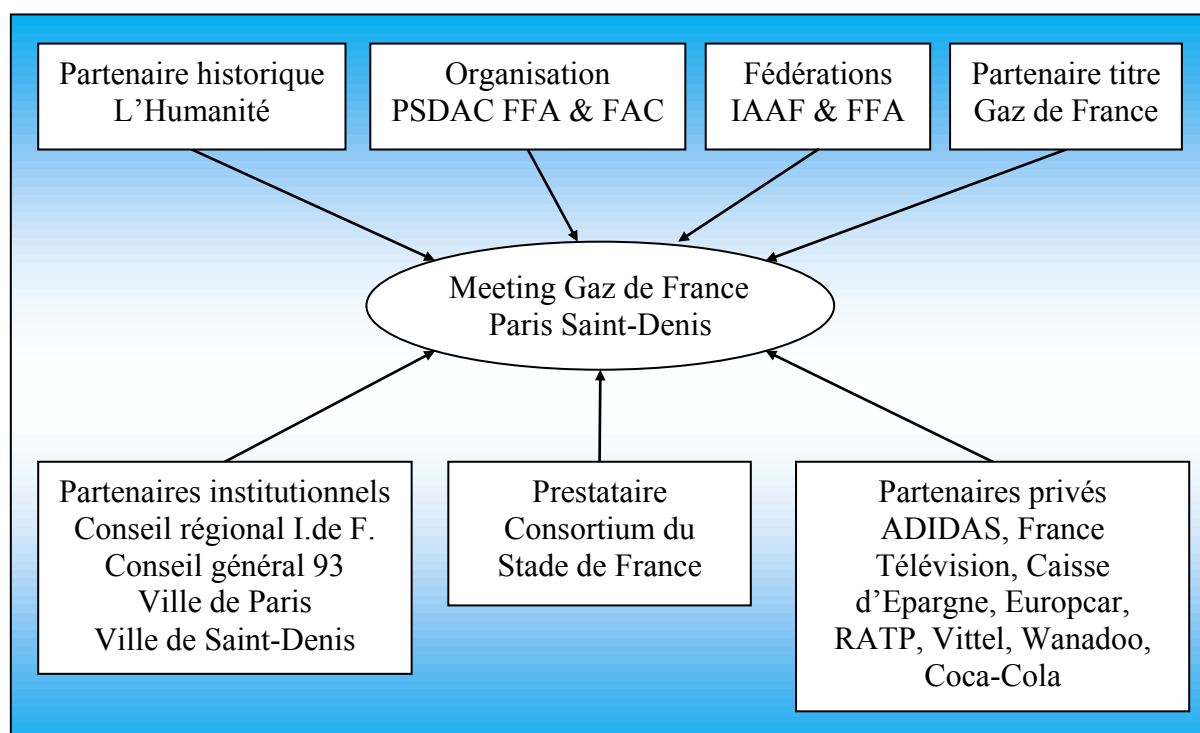 Partenaire historique
L’Humanité
Organisation
PSDAC FFA & FAC
Fédérations
IAAF & FFA
Partenaire titre
Gaz de France
Meeting Gaz de France
Paris Saint-Denis
Partenaires institutionnels
Conseil régional I.de F.
Conseil général 93
Ville de Paris
Ville de Saint-Denis
Prestataire
Consortium du
Stade de France
Partenaires privés
ADIDAS, France
Télévision, Caisse
d’Epargne, Europcar,
RATP, Vittel, Wanadoo,
Coca-Cola